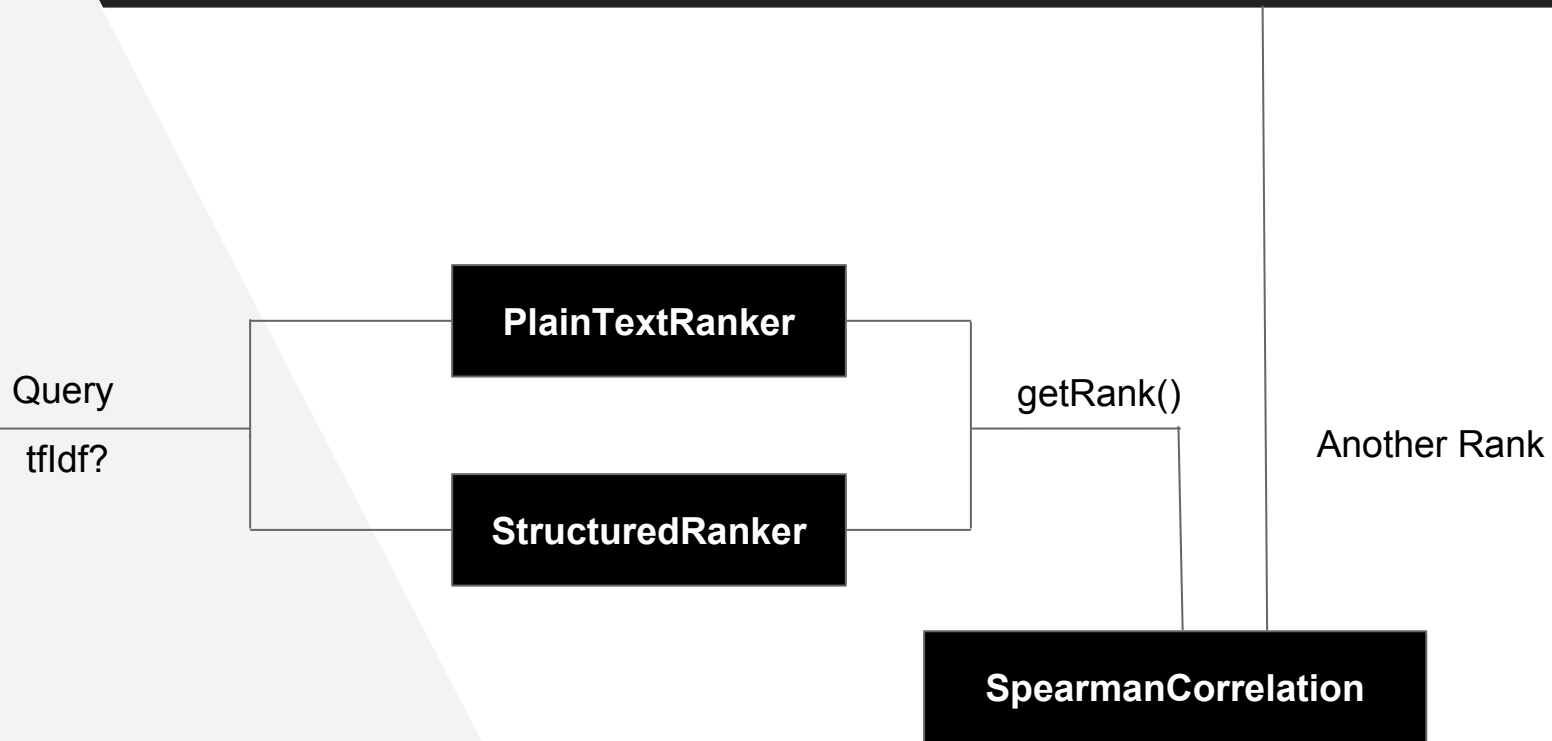 PlainTextRanker
Query
getRank()
tfIdf?
Another Rank
StructuredRanker
SpearmanCorrelation